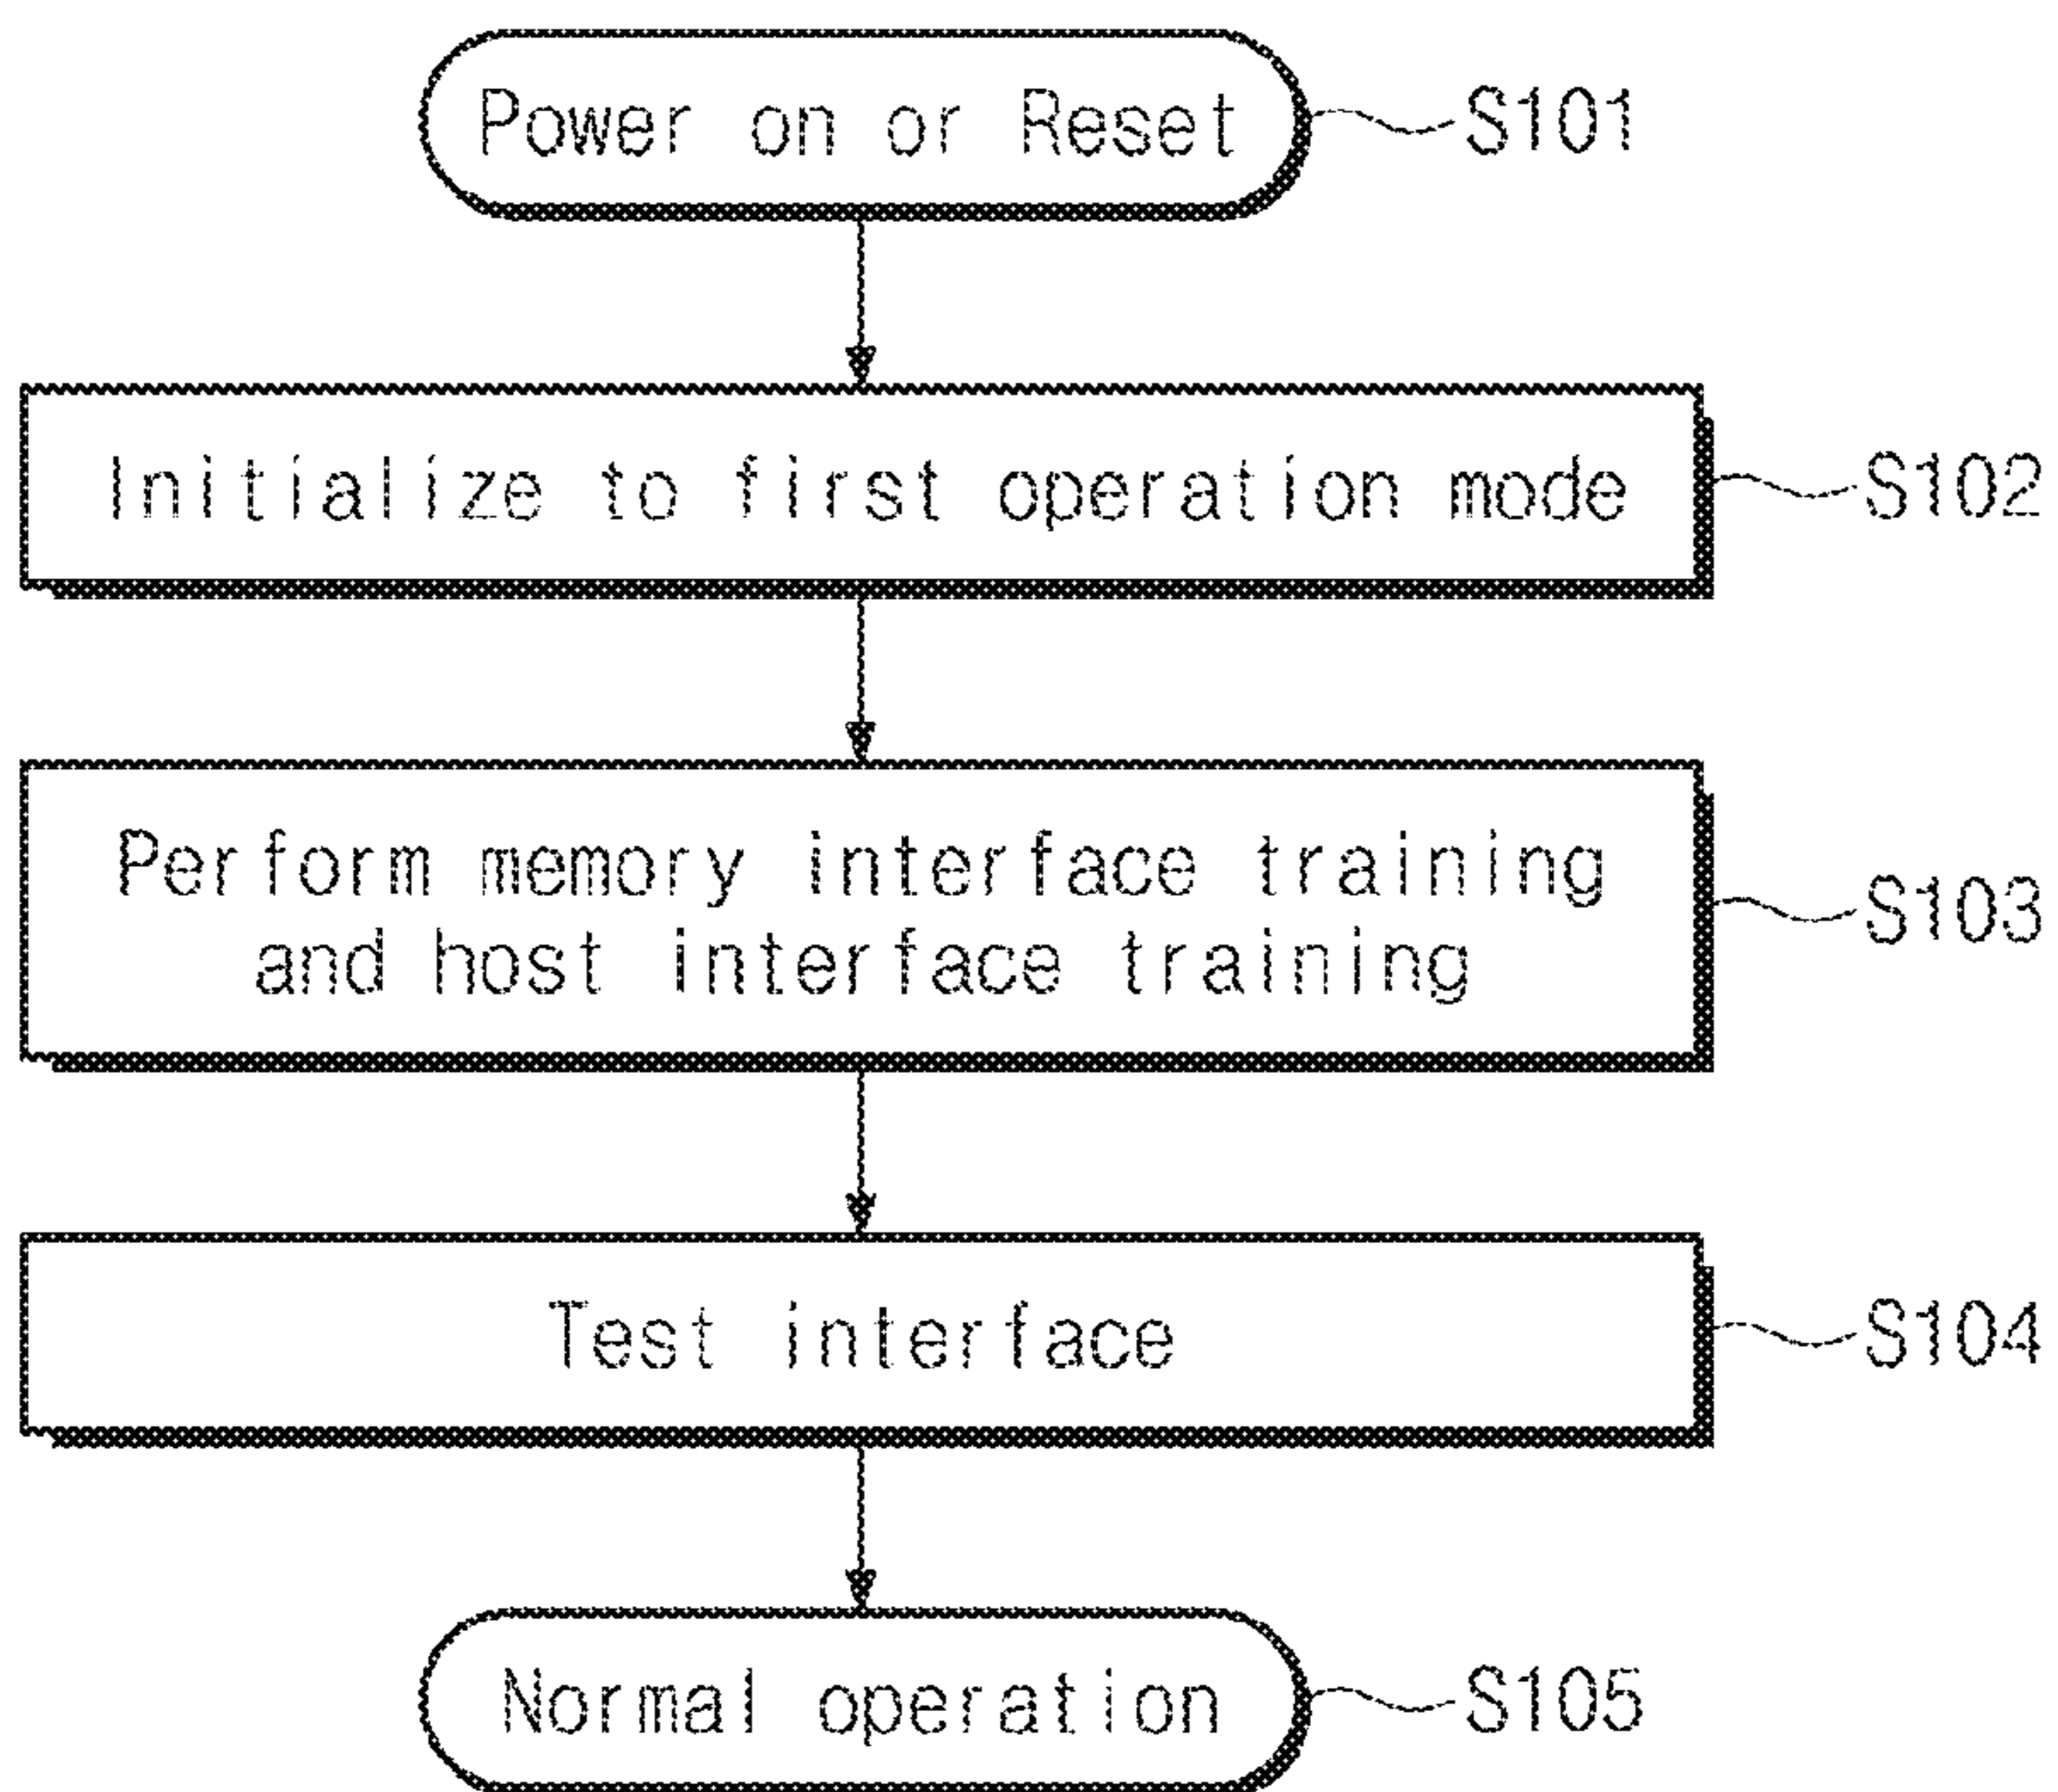 Power on or Reset
S101
Initialize to first operation mode
S102
Perform memory interface training
and host interface training
S103
Test interface
S104
Normal operation
S105